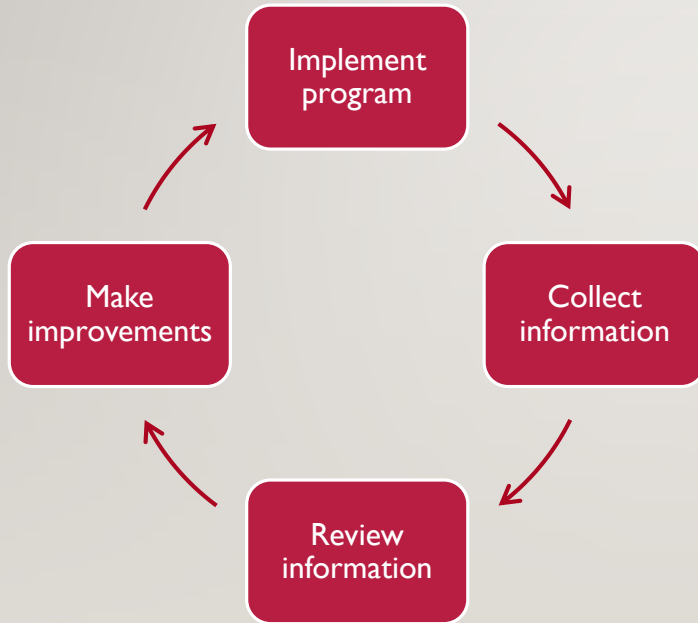 Implement
program
Collect
information
Review
information
Make
improvements